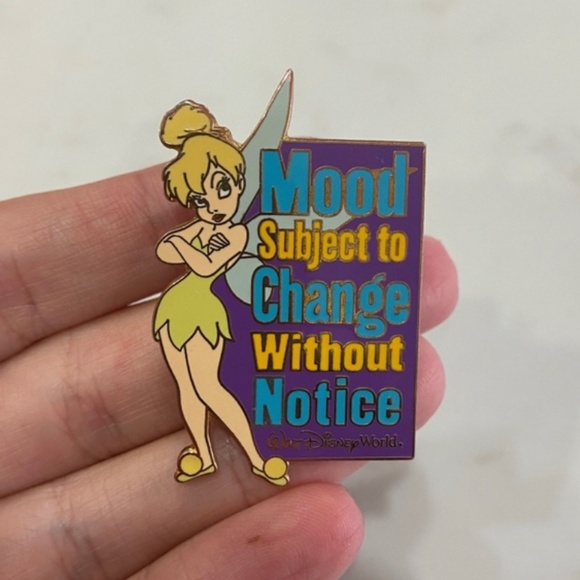 Mood
Subject to
Change
Without
Notice
Walt Disney World.